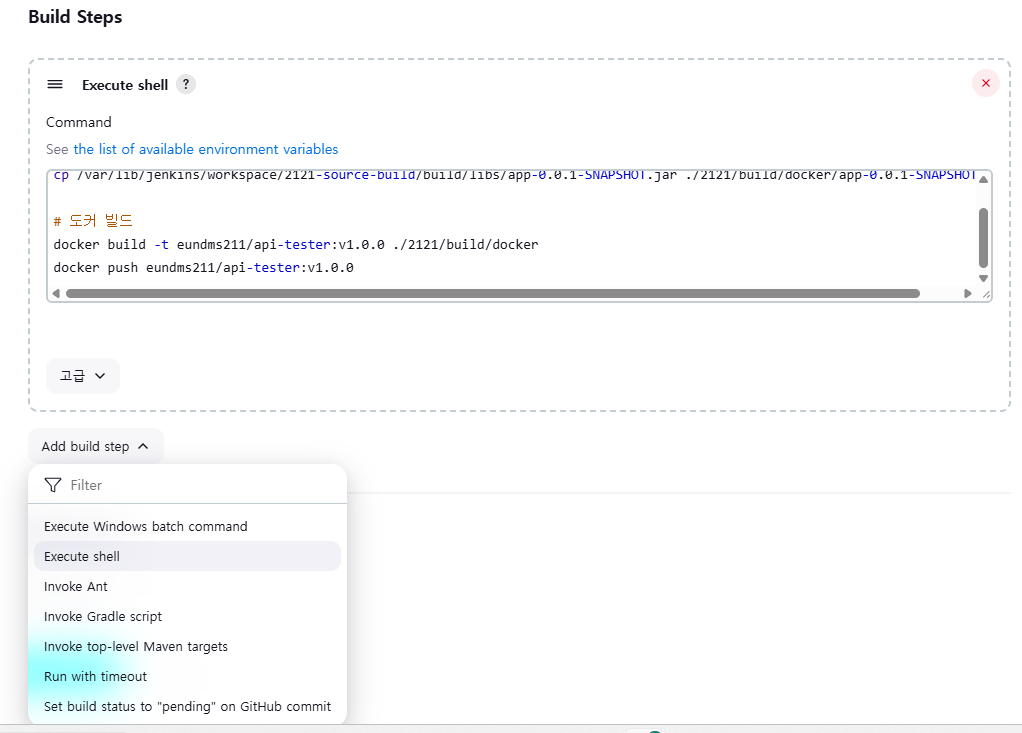 Build Steps
Execute shell ?
Command
See the list of available environment variables
cp /var/lib/jenkins/workspace/2121-source-build/build/libs/app-0.0.1-SNAPSHOT.jar ./2121/build/docker/app-0.0.1-SNAPSHOT
# 도커 빌드
docker build -t eundms211/api-tester:v1.0.0 ./2121/build/docker
docker push eundms211/api-tester:v1.0.0
고급
Add build step
Filter
Execute Windows batch command
Execute shell
Invoke Ant
Invoke Gradle script
Invoke top-level Maven targets
Run with timeout
Set build status to "pending" on GitHub commit